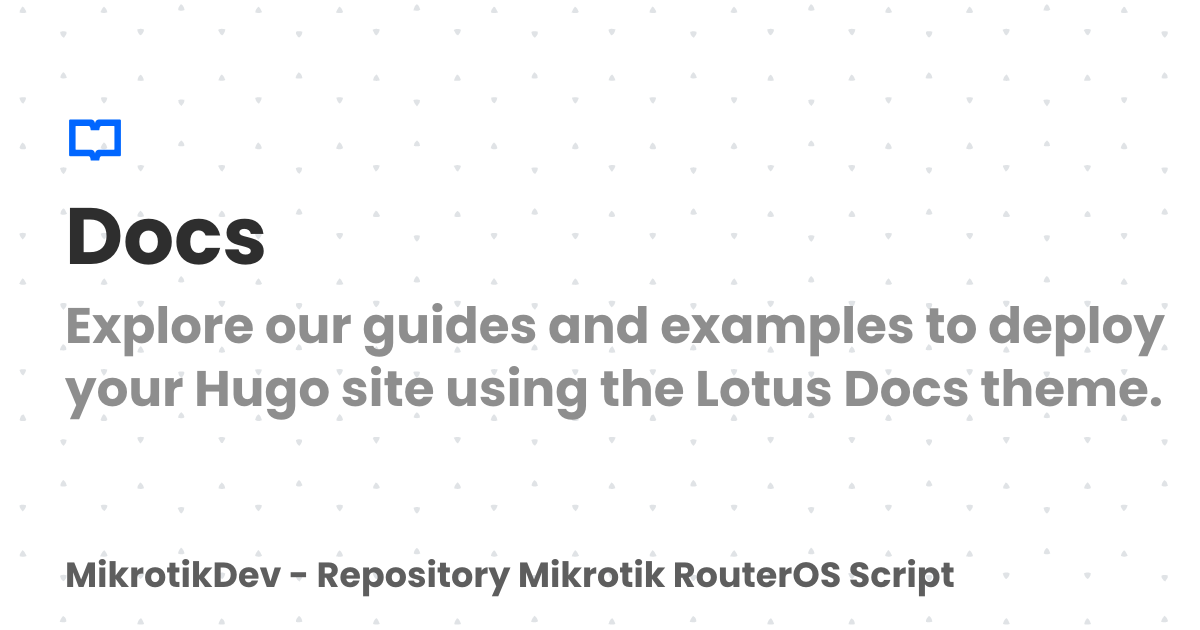 Docs
Explore our guides and examples to deploy
your Hugo site using the Lotus Docs theme.
MikrotikDev - Repository Mikrotik RouterOS Script